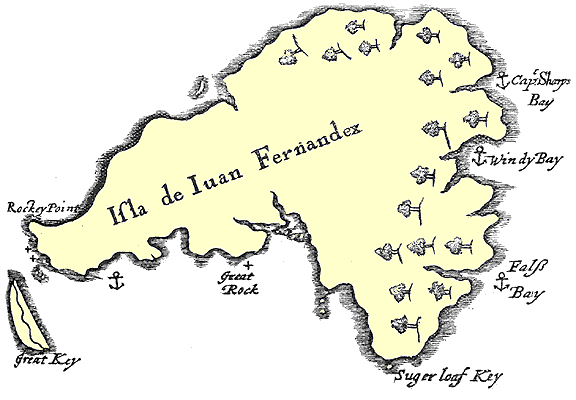 Isla de Iuan Fernandex
Capt Sharps
Bay
Windy Bay
Rockey Point
Falſs
Bay
Great
Rock
Great Key
Suger loaf Key